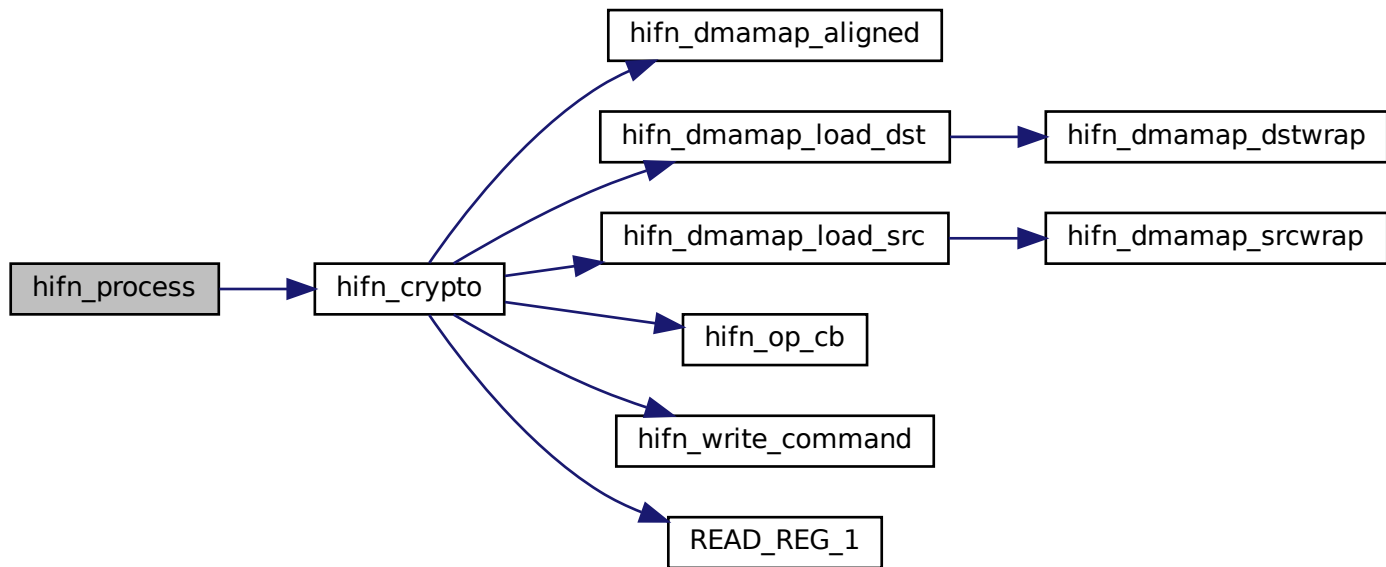 hifn_dmamap_aligned
hifn_dmamap_load_dst
hifn_dmamap_dstwrap
hifn_dmamap_load_src
hifn_dmamap_srcwrap
hifn_process
hifn_crypto
hifn_op_cb
hifn_write_command
READ_REG_1